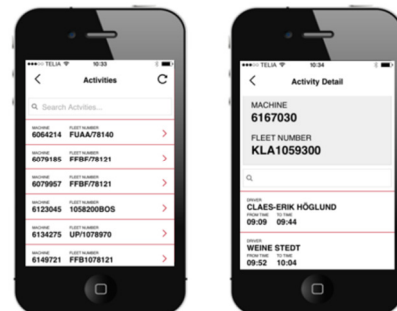 TELIA 10:33
Activities
Search Activities...
MACHINE FLEET NUMBER
6064214 FUAA/78140
MACHINE FLEET NUMBER
6079185 FFBF/78121
MACHINE FLEET NUMBER
6079957 FFBF/78121
MACHINE FLEET NUMBER
6123045 1058200BOS
MACHINE FLEET NUMBER
6134275 UP/1078970
MACHINE FLEET NUMBER
6149721 FFB1078121
TELIA 10:34
Activity Detail
MACHINE
6167030
FLEET NUMBER
KLA1059300
DRIVER
CLAES-ERIK HÖGLUND
FROM TIME TO TIME
09:09 09:44
DRIVER
WEINE STEDT
FROM TIME TO TIME
09:52 10:04